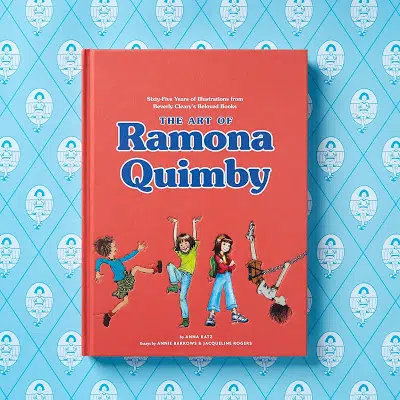 Sixty-Five Years of Illustrations from
Beverly Cleary's Beloved Books
THE ART OF
Ramona
Quimby
by ANNA KATZ
Essays by ANNIE BARROWS & JACQUELINE ROGERS